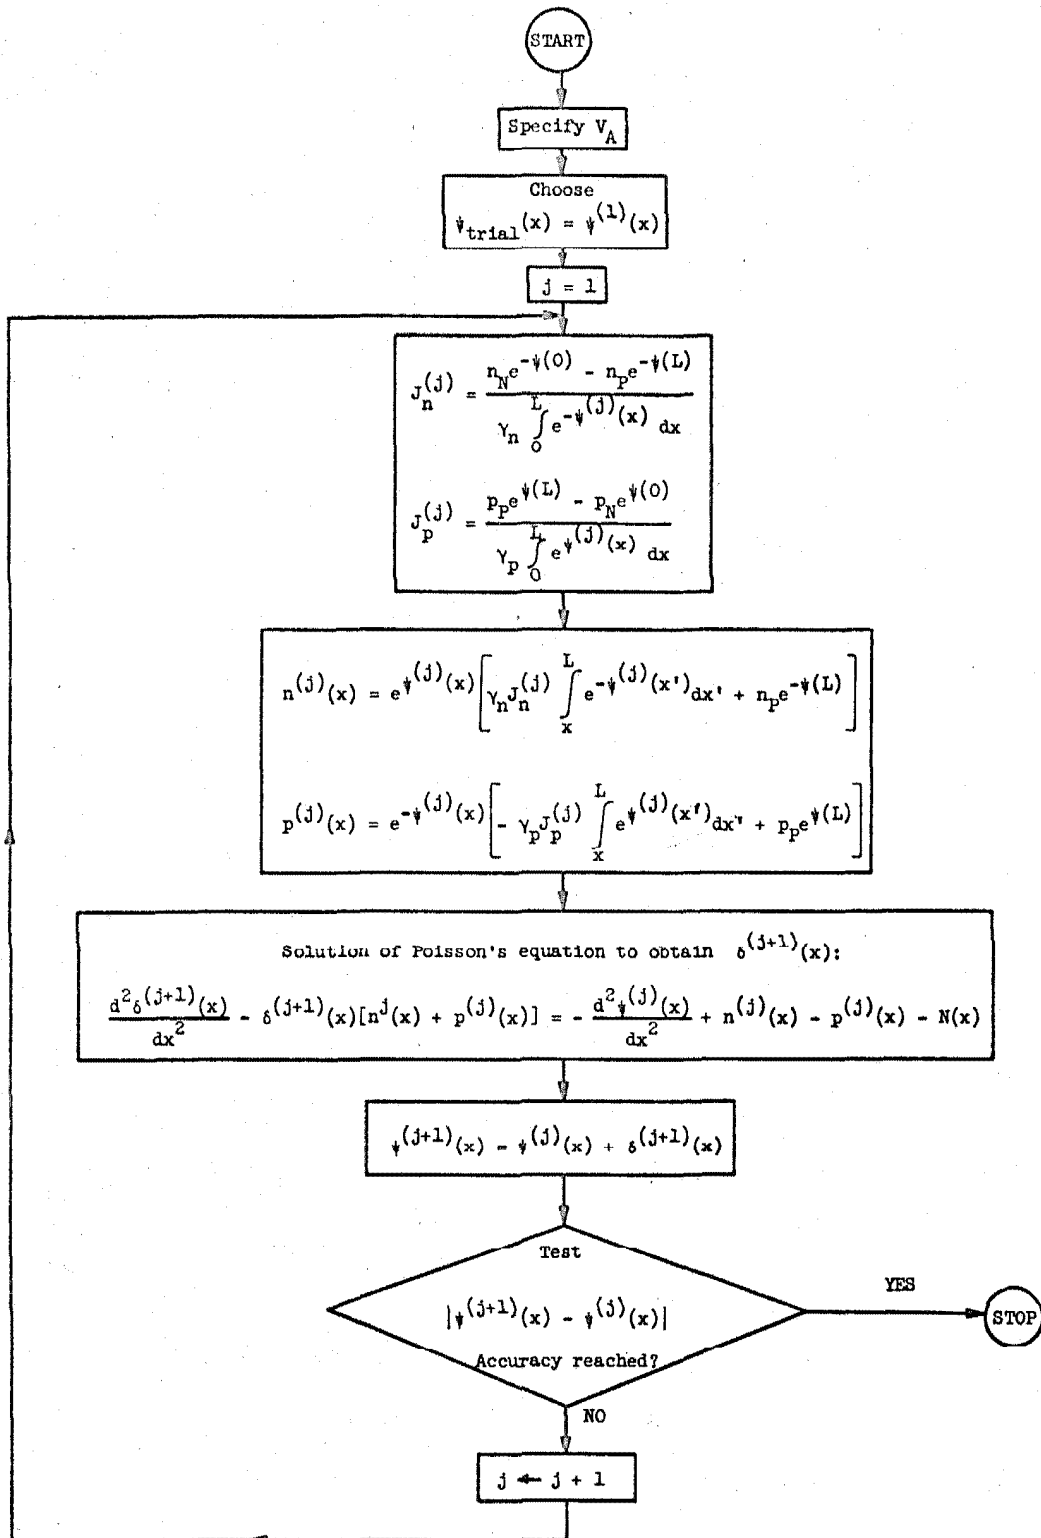 START
Specify V_A
Choose
ψ_trial(x) = ψ^(1)(x)
j = 1
J_n^(j) = (n_N e^-ψ(0) - n_P e^-ψ(L)) / (γ_n ∫_0^L e^-ψ^(j)(x) dx)
J_p^(j) = (p_P e^ψ(L) - p_N e^ψ(0)) / (γ_p ∫_0^L e^ψ^(j)(x) dx)
n^(j)(x) = e^ψ^(j)(x) [γ_n J_n^(j) ∫_x^L e^-ψ^(j)(x') dx' + n_P e^-ψ(L)]
p^(j)(x) = e^-ψ^(j)(x) [- γ_p J_p^(j) ∫_x^L e^ψ^(j)(x') dx' + p_P e^ψ(L)]
Solution of Poisson's equation to obtain δ^(j+1)(x):
d²δ^(j+1)(x)/dx² - δ^(j+1)(x)[n^j(x) + p^(j)(x)] = - d²ψ^(j)(x)/dx² + n^(j)(x) - p^(j)(x) - N(x)
ψ^(j+1)(x) - ψ^(j)(x) + δ^(j+1)(x)
Test
|ψ^(j+1)(x) - ψ^(j)(x)|
Accuracy reached?
YES
STOP
NO
j ← j + 1